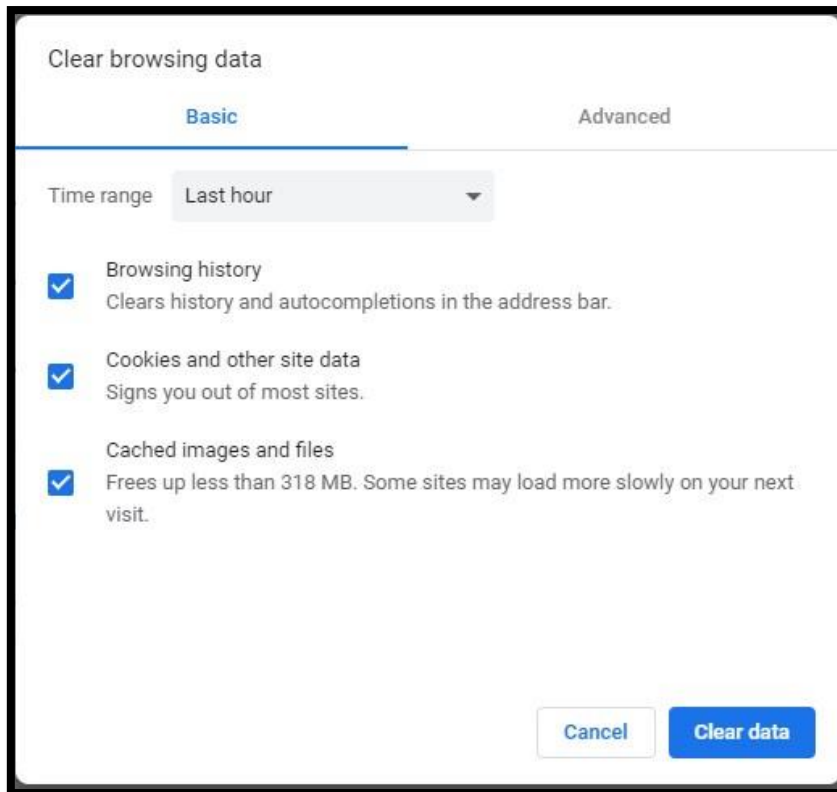 Clear browsing data
Basic
Advanced
Time range
Last hour
Browsing history
Clears history and autocompletions in the address bar.
Cookies and other site data
Signs you out of most sites.
Cached images and files
Frees up less than 318 MB. Some sites may load more slowly on your next
visit.
Cancel
Clear data